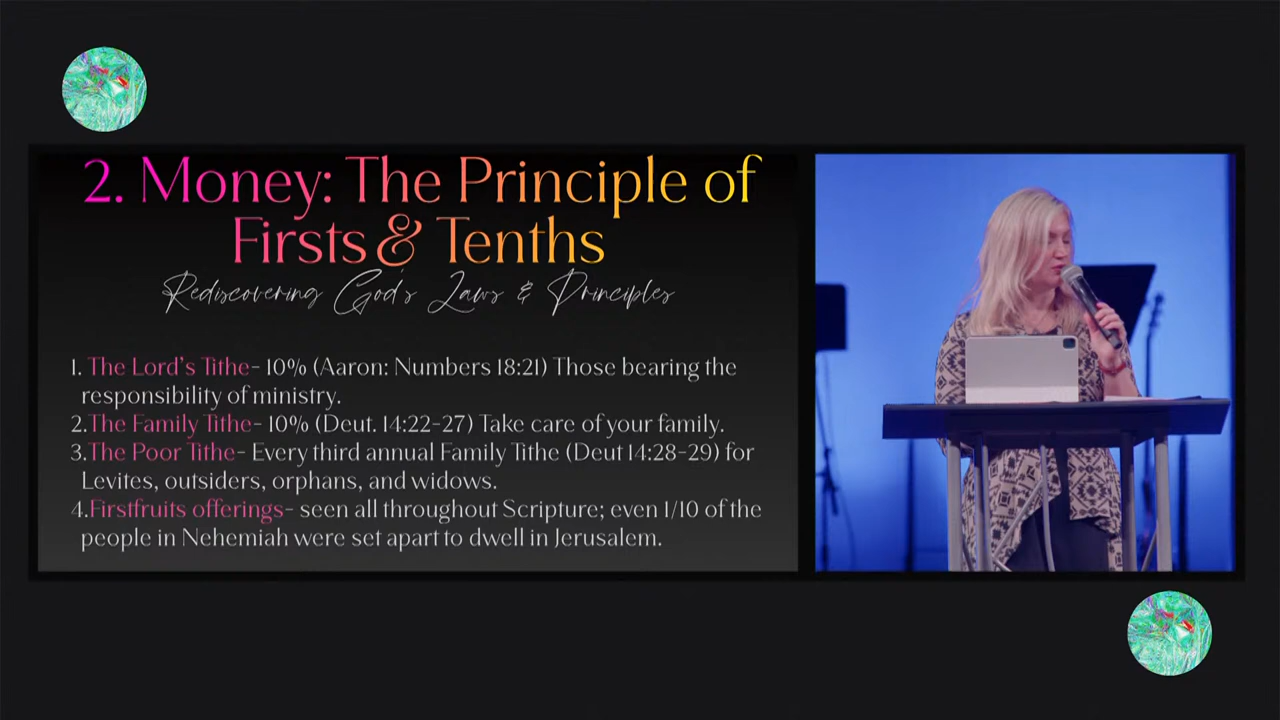 2. Money: The Principle of
Firsts & Tenths
Rediscovering God's Laws & Principles
1. The Lord's Tithe- 10% (Aaron: Numbers 18:21) Those bearing the
responsibility of ministry.
2.The Family Tithe- 10% (Deut. 14:22-27) Take care of your family.
3.The Poor Tithe- Every third annual Family Tithe (Deut 14:28-29) for
Levites, outsiders, orphans, and widows.
4.Firstfruits offerings- seen all throughout Scripture; even 1/10 of the
people in Nehemiah were set apart to dwell in Jerusalem.